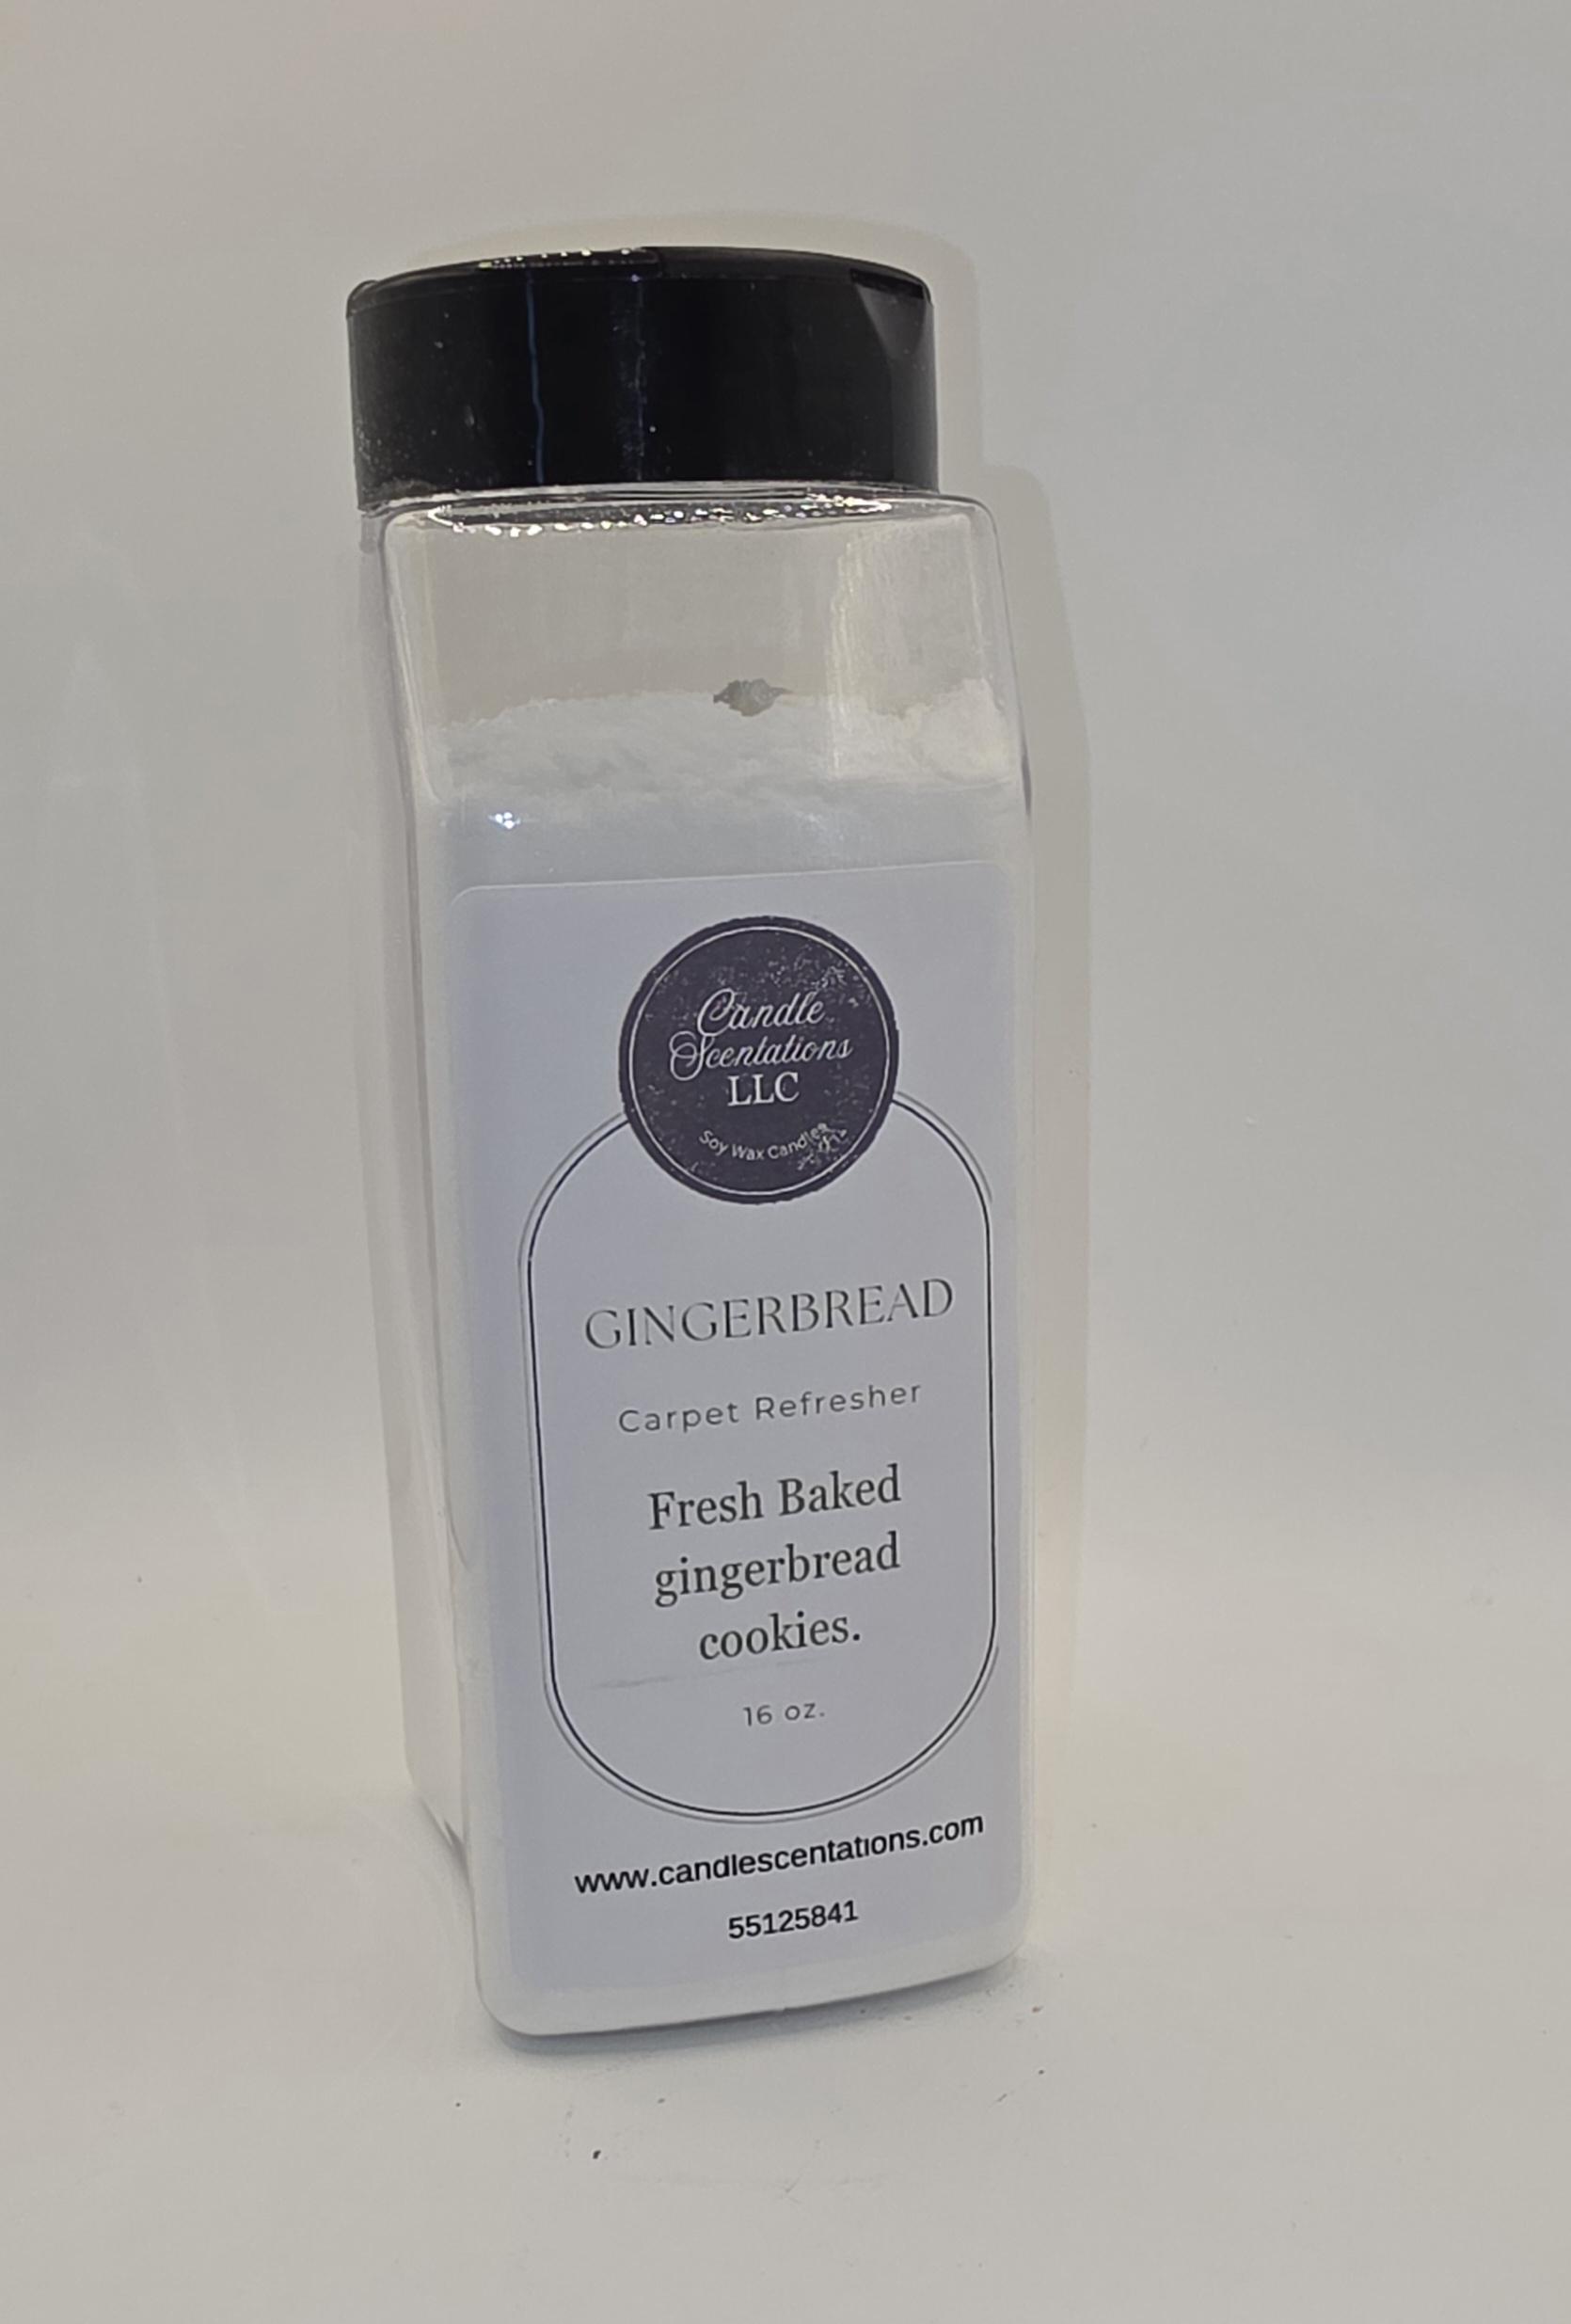 Candle
Scentations
LLC
Soy Wax Candles
GINGERBREAD
Carpet Refresher
Fresh Baked
gingerbread
cookies.
16 oz.
www.candlescentations.com
55125841